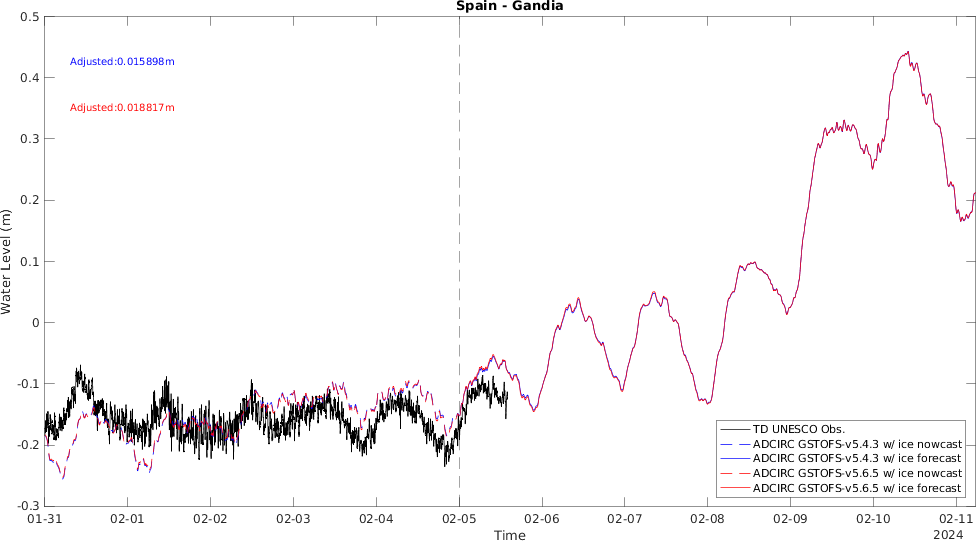 Spain - Gandia
0.5
0.4
0.3
0.2
0.1
0
-0.1
-0.2
-0.3
Water Level (m)
Adjusted:0.015898m
Adjusted:0.018817m
TD UNESCO Obs.
ADCIRC GSTOFS-v5.4.3 w/ ice nowcast
ADCIRC GSTOFS-v5.4.3 w/ ice forecast
ADCIRC GSTOFS-v5.6.5 w/ ice nowcast
ADCIRC GSTOFS-v5.6.5 w/ ice forecast
01-31 02-01 02-02 02-03 02-04 02-05 02-06 02-07 02-08 02-09 02-10 02-11
Time
2024